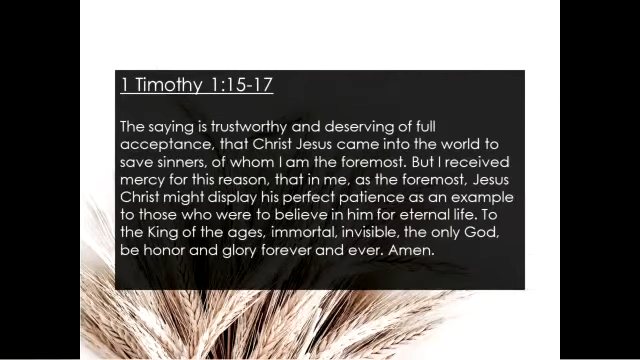 1 Timothy 1:15-17
The saying is trustworthy and deserving of full
acceptance, that Christ Jesus came into the world to
save sinners, of whom I am the foremost. But I received
mercy for this reason, that in me, as the foremost, Jesus
Christ might display his perfect patience as an example
to those who were to believe in him for eternal life. To
the King of the ages, immortal, invisible, the only God,
be honor and glory forever and ever. Amen.